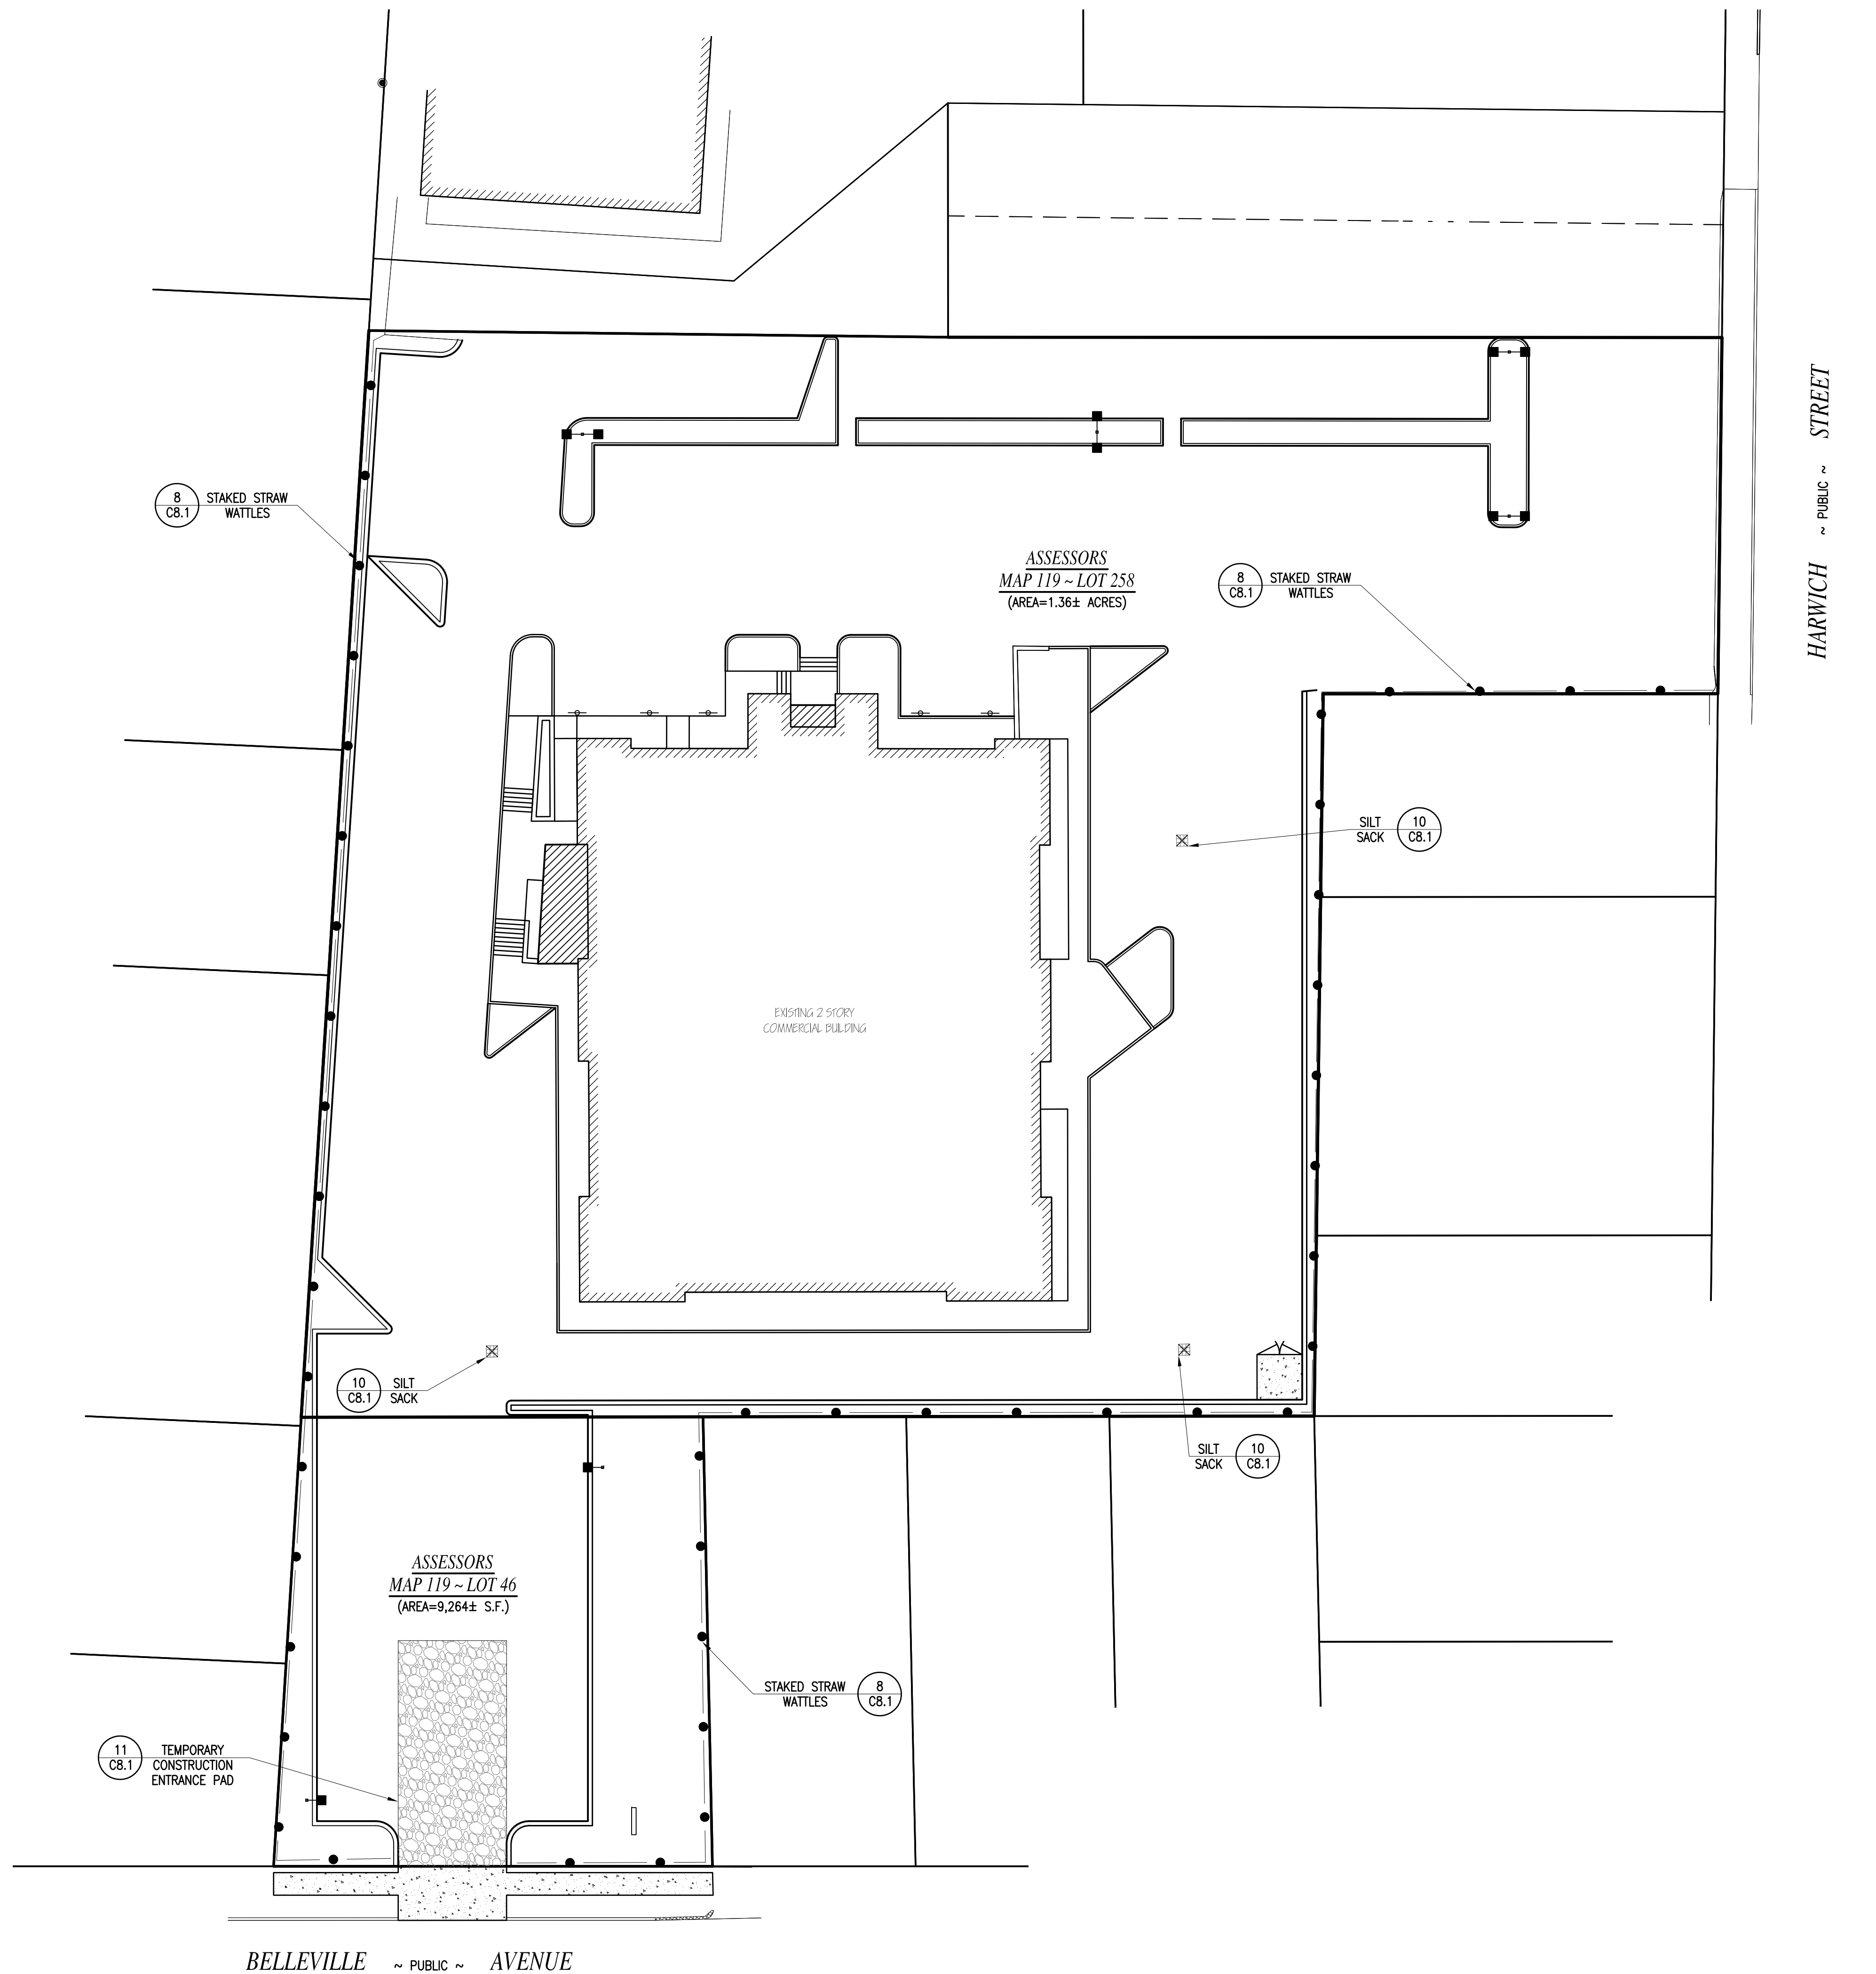 HARWICH ~ PUBLIC ~ STREET
8
C8.1
STAKED STRAW
WATTLES
ASSESSORS
MAP 119 ~ LOT 258
(AREA=1.36± ACRES)
8
C8.1
STAKED STRAW
WATTLES
SILT
SACK
10
C8.1
EXISTING 2 STORY
COMMERCIAL BUILDING
10
C8.1
SILT
SACK
SILT
SACK
10
C8.1
ASSESSORS
MAP 119 ~ LOT 46
(AREA=9,264± S.F.)
STAKED STRAW
WATTLES
8
C8.1
11
C8.1
TEMPORARY
CONSTRUCTION
ENTRANCE PAD
BELLEVILLE ~ PUBLIC ~ AVENUE